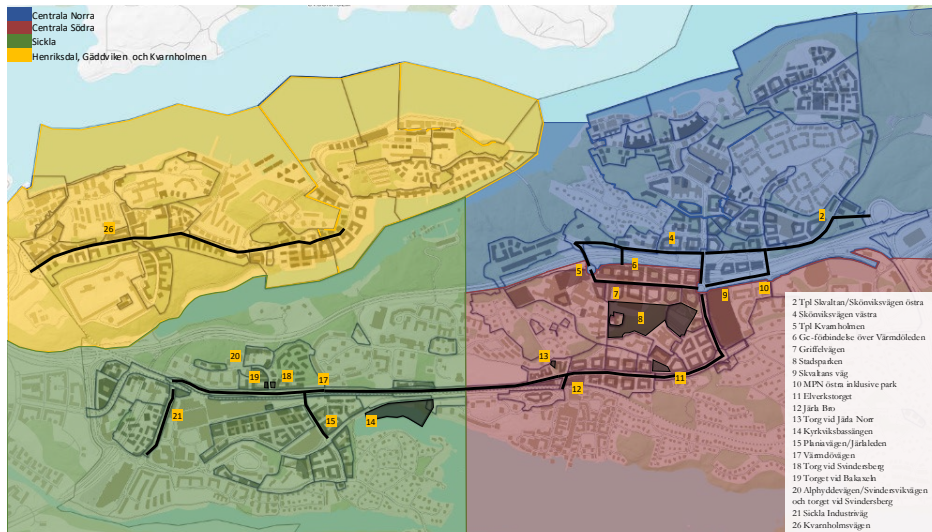 Centrala Norra
Centrala Södra
Sickla
Henriksdal, Gäddviken och Kvarnholmen
26
2
4
5
6
7
8
9
10
11
12
13
14
15
17
18
19
20
21
2 Tpl Skvaltan/Skönviksvägen östra
4 Skönviksvägen västra
5 Tpl Kvarnholmen
6 Gc-förbindelse över Värmdöleden
7 Griffelvägen
8 Stadsparken
9 Skvaltans väg
10 MPN östra inklusive park
11 Elverkstorget
12 Järla Bro
13 Torg vid Järla Norr
14 Kyrkviksbassängen
15 Planiavägen/Järlaleden
17 Värmdövägen
18 Torg vid Svindersberg
19 Torget vid Bakaxeln
20 Alphyddevägen/Svindersvikvägen
och torget vid Svindersberg
21 Sickla Industriväg
26 Kvarnholmsvägen